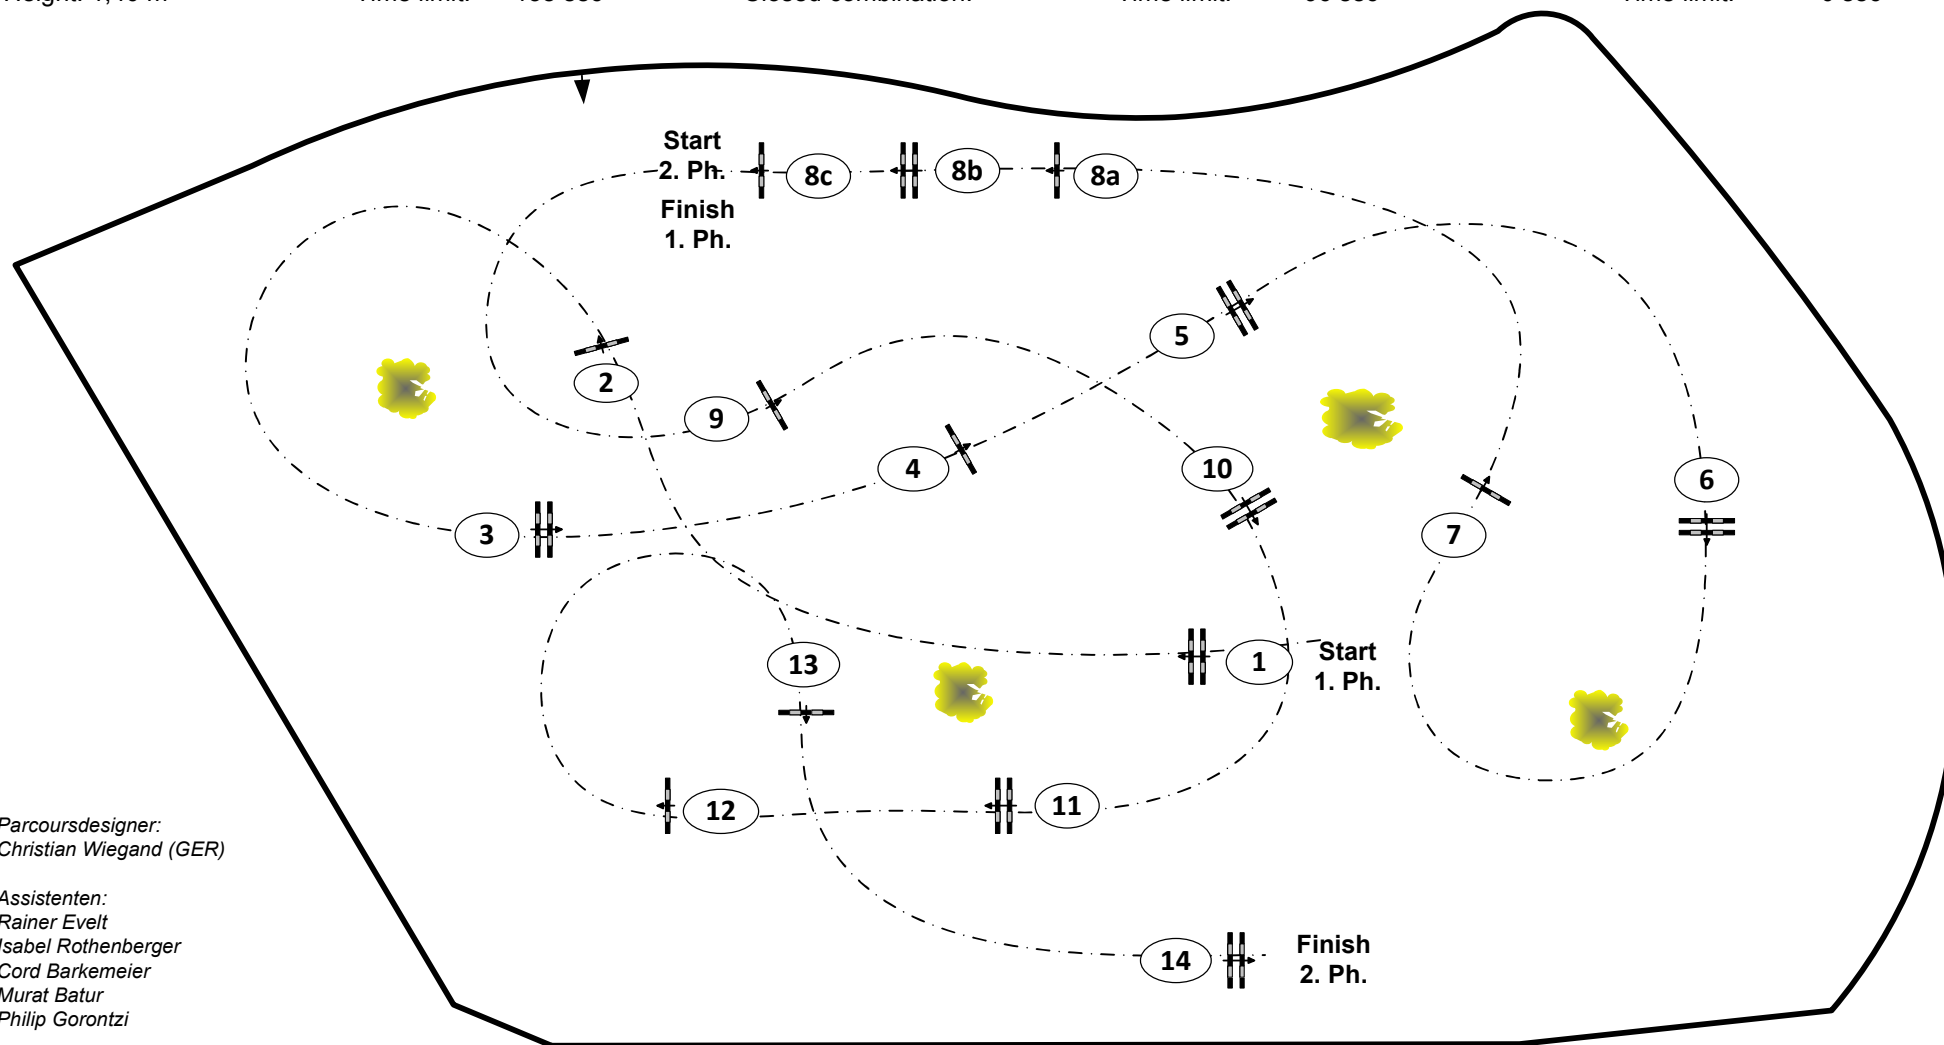 Start
2. Ph.
Finish
1. Ph.
8c
8b
8a
5
2
9
4
10
6
3
7
13
1
Start
1. Ph.
12
11
14
Finish
2. Ph.
Parcoursdesigner:
Christian Wiegand (GER)
Assistenten:
Rainer Evelt
Isabel Rothenberger
Cord Barkemeier
Murat Batur
Philip Gorontzi